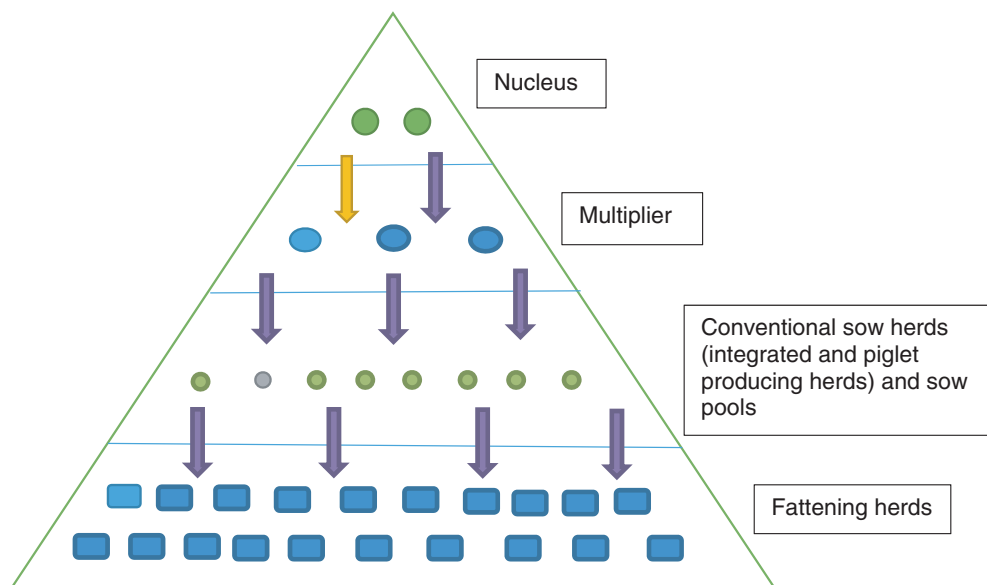 Nucleus
Multiplier
Conventional sow herds
(integrated and piglet
producing herds) and sow
pools
Fattening herds